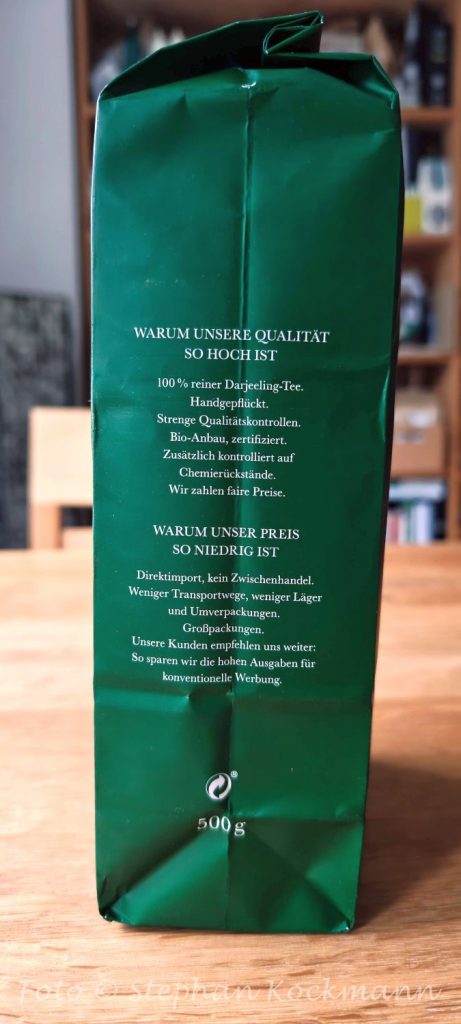 WARUM UNSERE QUALITÄT
SO HOCH IST
100 % reiner Darjeeling-Tee.
Handgepflückt.
Strenge Qualitätskontrollen.
Bio-Anbau, zertifiziert.
Zusätzlich kontrolliert auf
Chemierückstände.
Wir zahlen faire Preise.
WARUM UNSER PREIS
SO NIEDRIG IST
Direktimport, kein Zwischenhandel.
Weniger Transportwege, weniger Läger
und Umverpackungen.
Großpackungen.
Unsere Kunden empfehlen uns weiter:
So sparen wir die hohen Ausgaben für
konventionelle Werbung.
®
500 g
Foto © Stephan Kockmann